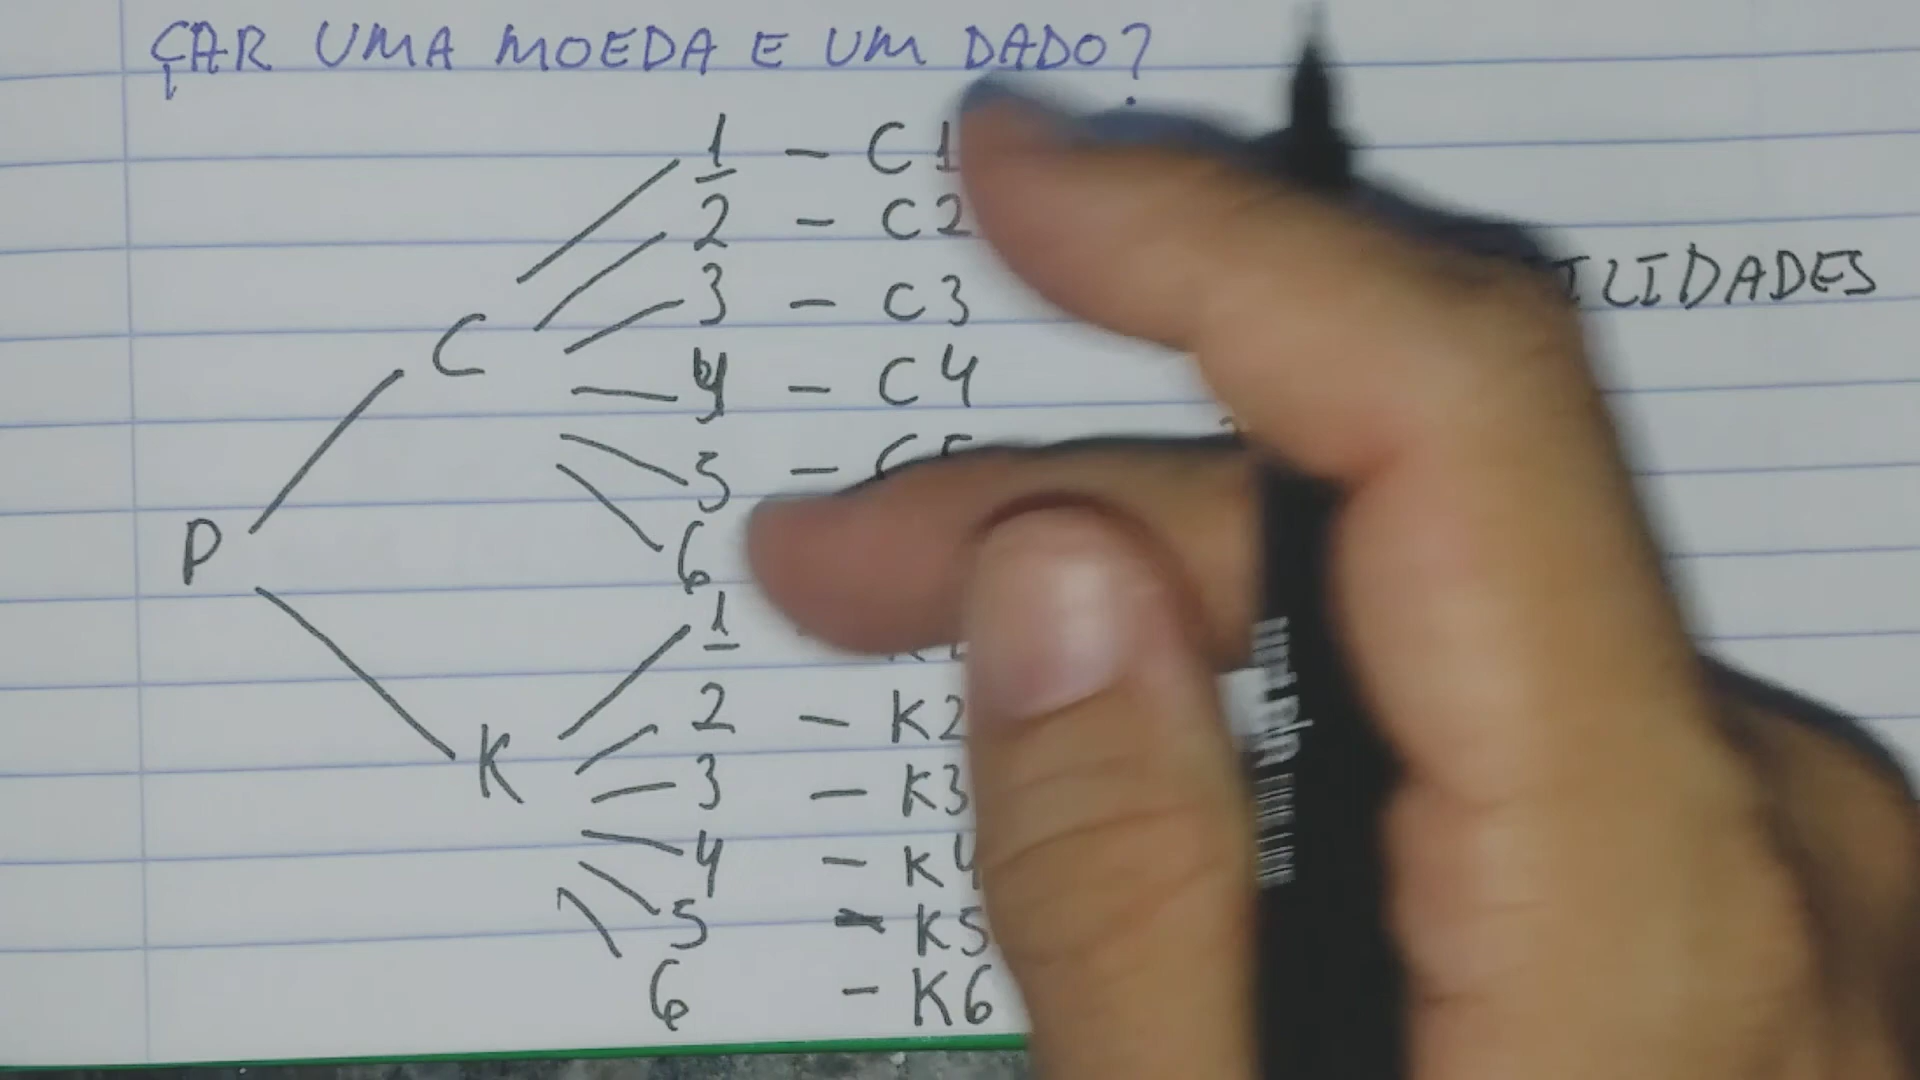 ÇAR UMA MOEDA E UM DADO?
1 - C1
2 - C2
3 - C3
ILIDADES
C
4 - C4
5 - C5
P
6
1
2 - K2
K
3 - K3
4 - K4
5 - K5
6 - K6